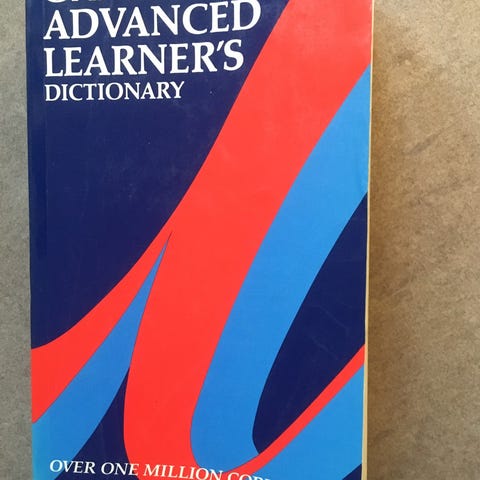 ADVANCED
LEARNER'S
DICTIONARY
OVER ONE MILLION